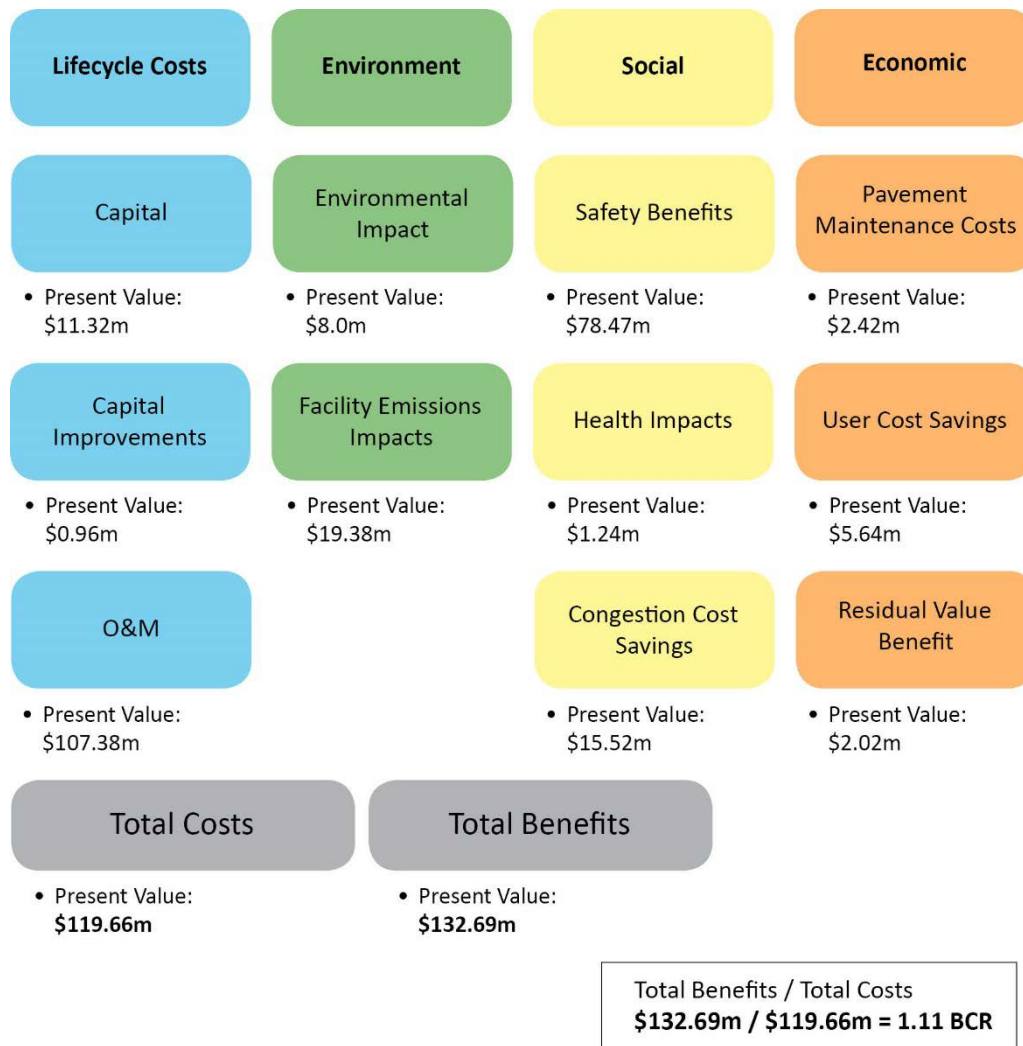 Lifecycle Costs
Environment
Social
Economic
Capital
Environmental
Impact
Safety Benefits
Pavement
Maintenance Costs
• Present Value:
$11.32m
• Present Value:
$8.0m
• Present Value:
$78.47m
• Present Value:
$2.42m
Capital
Improvements
Facility Emissions
Impacts
Health Impacts
User Cost Savings
• Present Value:
$0.96m
• Present Value:
$19.38m
• Present Value:
$1.24m
• Present Value:
$5.64m
O&M
Congestion Cost
Savings
Residual Value
Benefit
• Present Value:
$107.38m
• Present Value:
$15.52m
• Present Value:
$2.02m
Total Costs
Total Benefits
• Present Value:
$119.66m
• Present Value:
$132.69m
Total Benefits / Total Costs
$132.69m / $119.66m = 1.11 BCR